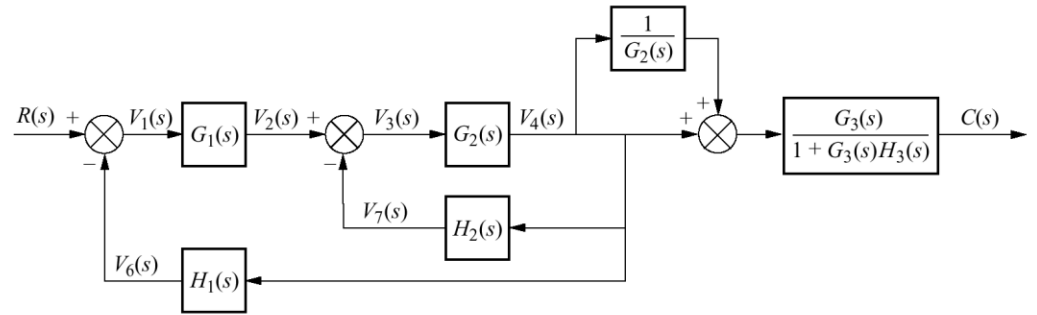 1
G₂(s)
R(s) + V₁(s) G₁(s) V₂(s) + V₃(s) G₂(s) V₄(s) + + G₃(s) C(s)
1 + G₃(s)H₃(s)
− −
V₇(s) H₂(s)
V₆(s) H₁(s)